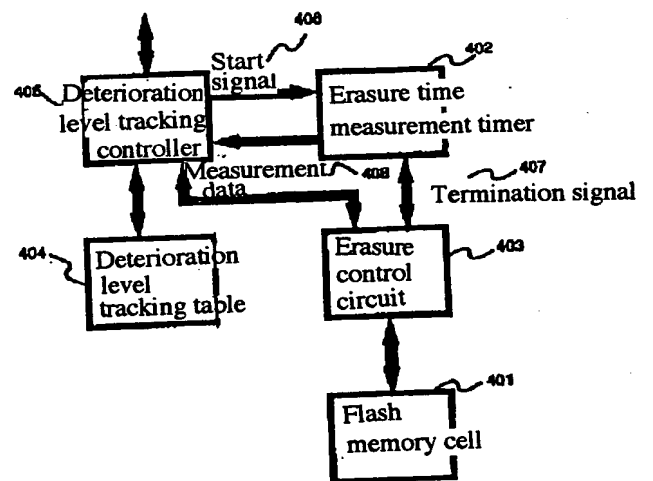 408
Start
signal
402
405
Deterioration
level tracking
controller
Erasure time
measurement timer
Measurement
data
408
407
Termination signal
404
Deterioration
level
tracking table
Erasure
control
circuit
403
401
Flash
memory cell